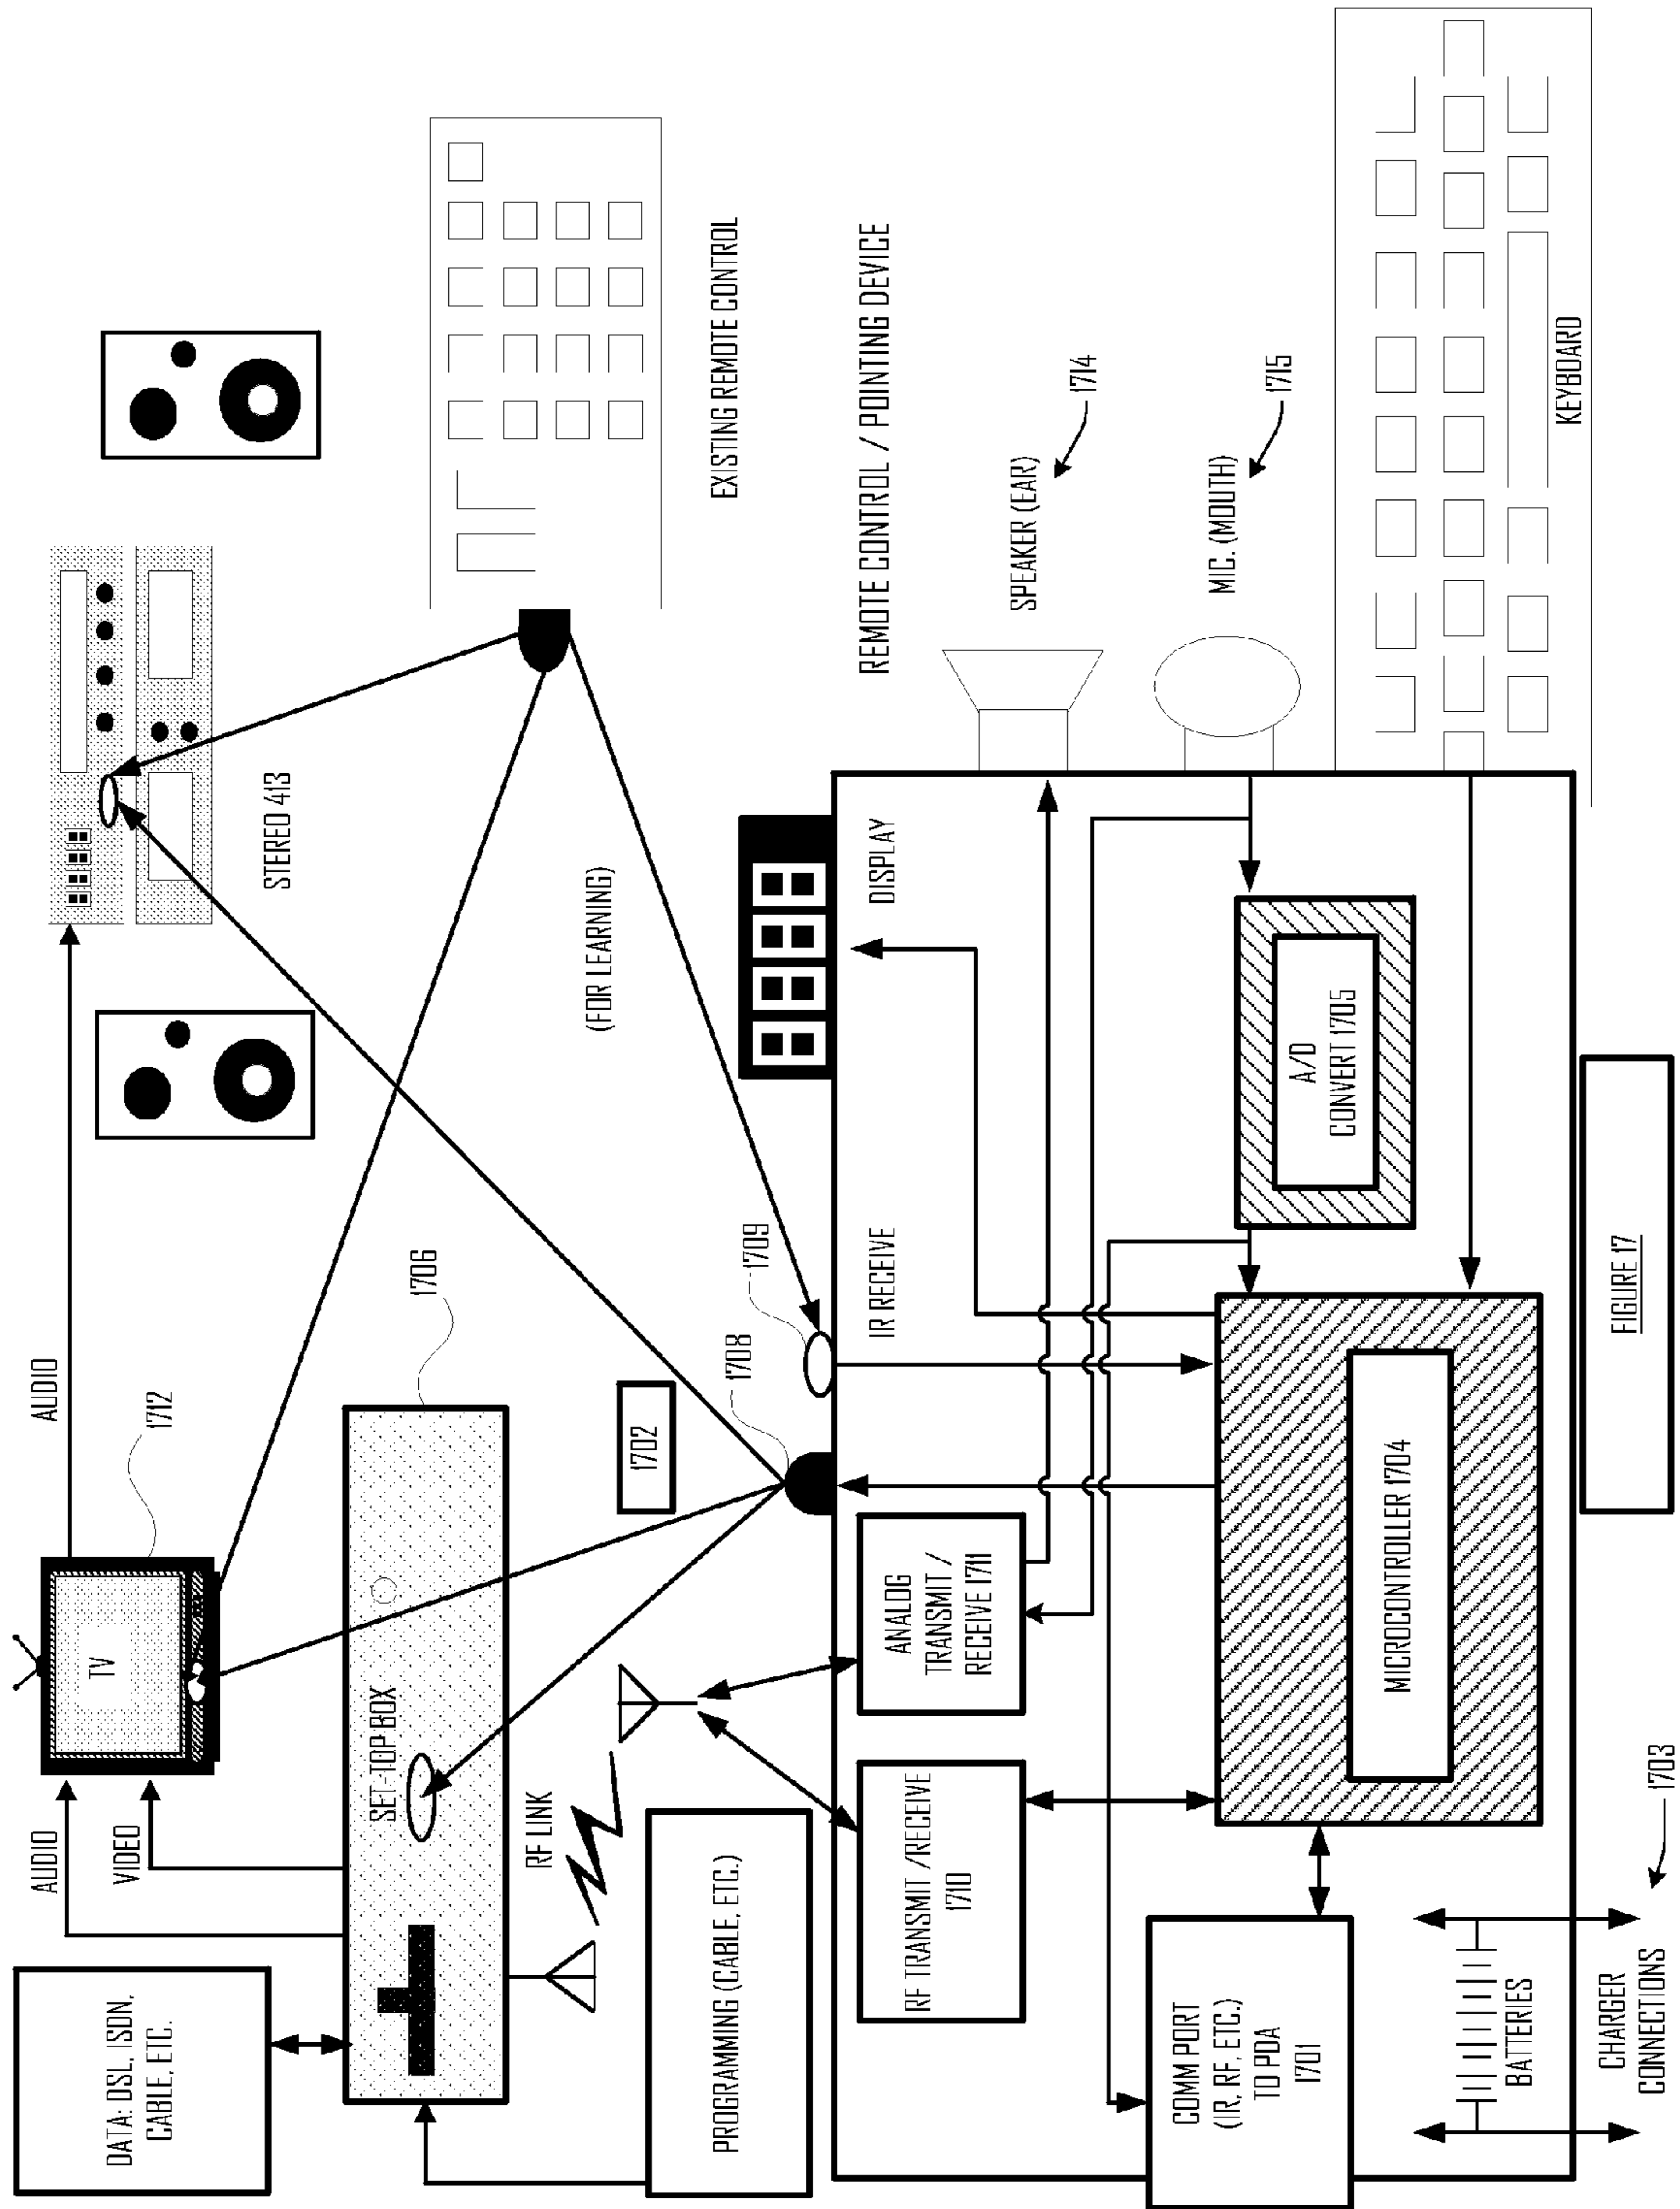 DATA: DSL, ISDN,
CABLE, ETC.
AUDIO
VIDEO
TV
1712
AUDIO
STEREO 413
SET-TOP BOX
1706
RF LINK
PROGRAMMING (CABLE, ETC.)
1702
1708
1709
(FOR LEARNING)
EXISTING REMOTE CONTROL
REMOTE CONTROL / POINTING DEVICE
IR RECEIVE
DISPLAY
SPEAKER (EAR)
1714
MIC. (MOUTH)
1715
RF TRANSMIT /RECEIVE
1710
ANALOG
TRANSMIT /
RECEIVE 1711
COMM PORT
(IR, RF, ETC.)
TO PDA
1701
MICROCONTROLLER 1704
A/D
CONVERT 1705
KEYBOARD
BATTERIES
CHARGER
CONNECTIONS
1703
FIGURE 17